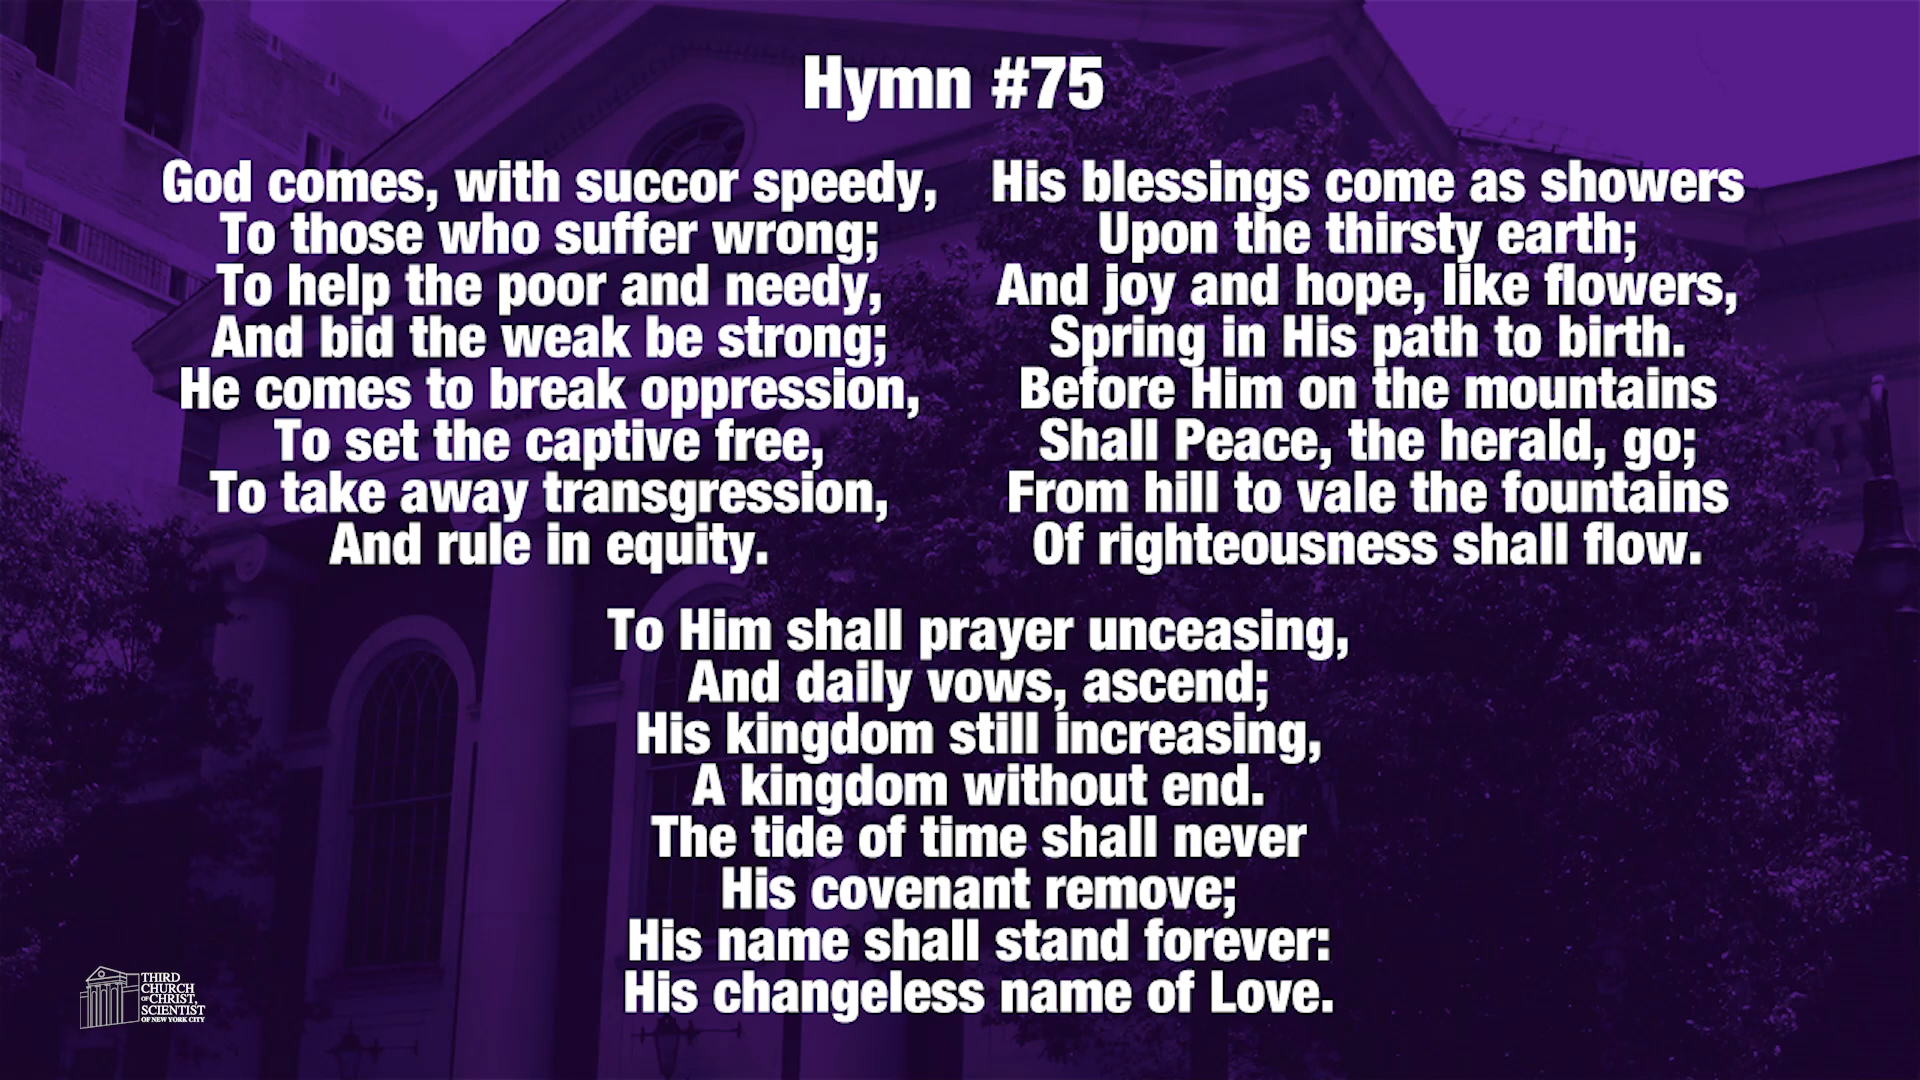 Hymn #75
God comes, with succor speedy,
To those who suffer wrong;
To help the poor and needy,
And bid the weak be strong;
He comes to break oppression,
To set the captive free,
To take away transgression,
And rule in equity.
His blessings come as showers
Upon the thirsty earth;
And joy and hope, like flowers,
Spring in His path to birth.
Before Him on the mountains
Shall Peace, the herald, go;
From hill to vale the fountains
Of righteousness shall flow.
To Him shall prayer unceasing,
And daily vows, ascend;
His kingdom still increasing,
A kingdom without end.
The tide of time shall never
His covenant remove;
His name shall stand forever:
His changeless name of Love.
THIRD
CHURCH
OF CHRIST,
SCIENTIST
OF NEW YORK CITY